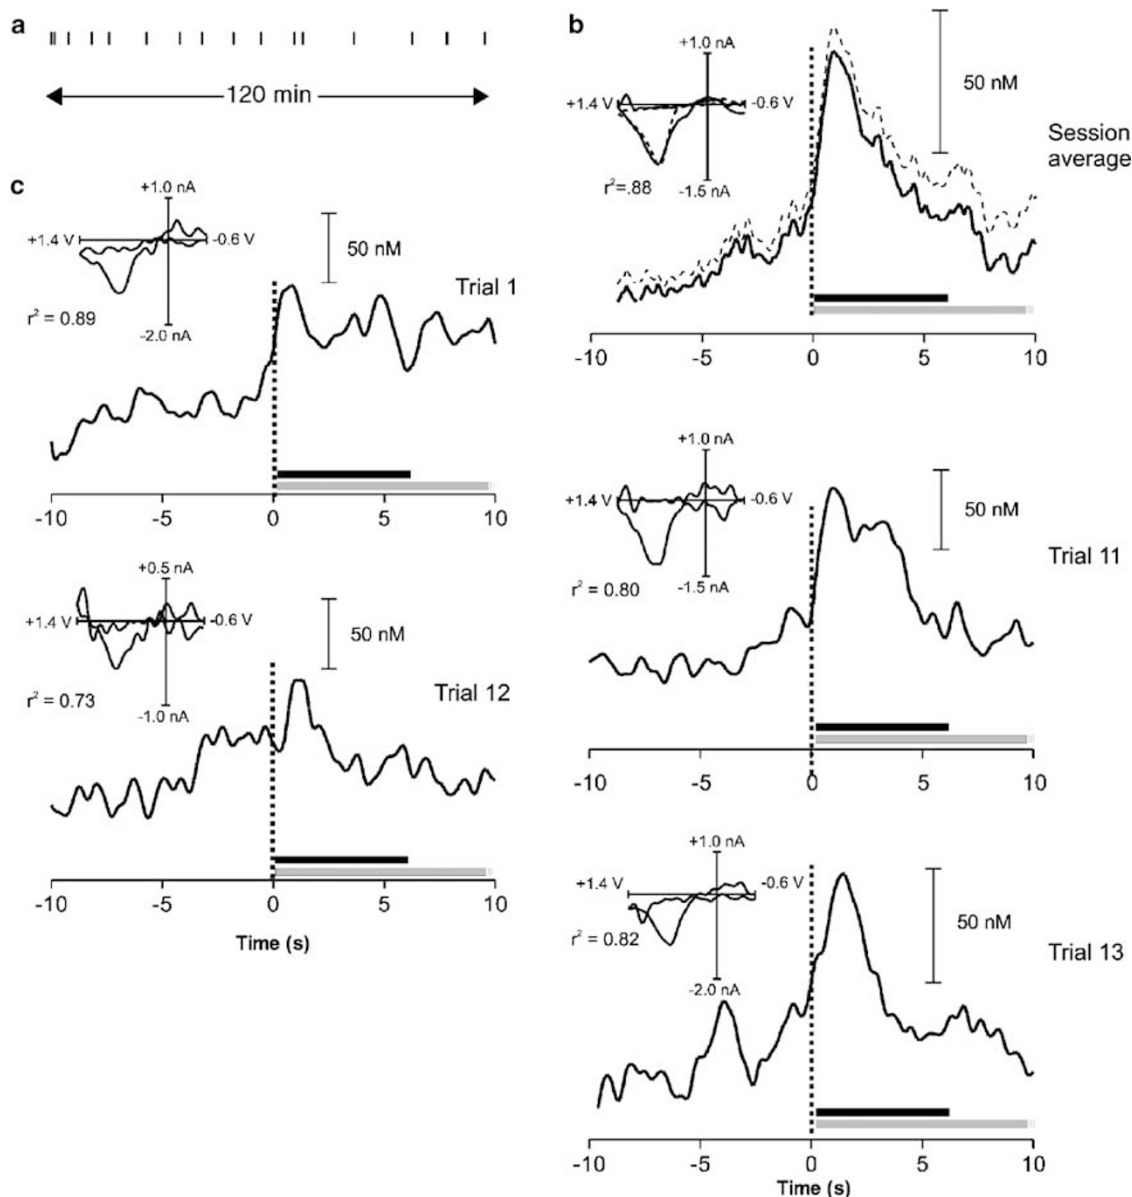 a
120 min
b
+1.0 nA
+1.4 V
-0.6 V
-1.5 nA
r²=.88
50 nM
Session
average
-10
-5
0
5
10
c
+1.0 nA
+1.4 V
-0.6 V
-2.0 nA
r² = 0.89
50 nM
Trial 1
-10
-5
0
5
10
+1.0 nA
+1.4 V
-0.6 V
-1.5 nA
r² = 0.80
50 nM
Trial 11
-10
-5
0
5
10
+0.5 nA
+1.4 V
-0.6 V
-1.0 nA
r² = 0.73
50 nM
Trial 12
-10
-5
0
5
10
Time (s)
+1.0 nA
+1.4 V
-0.6 V
-2.0 nA
r² = 0.82
50 nM
Trial 13
-10
-5
0
5
10
Time (s)